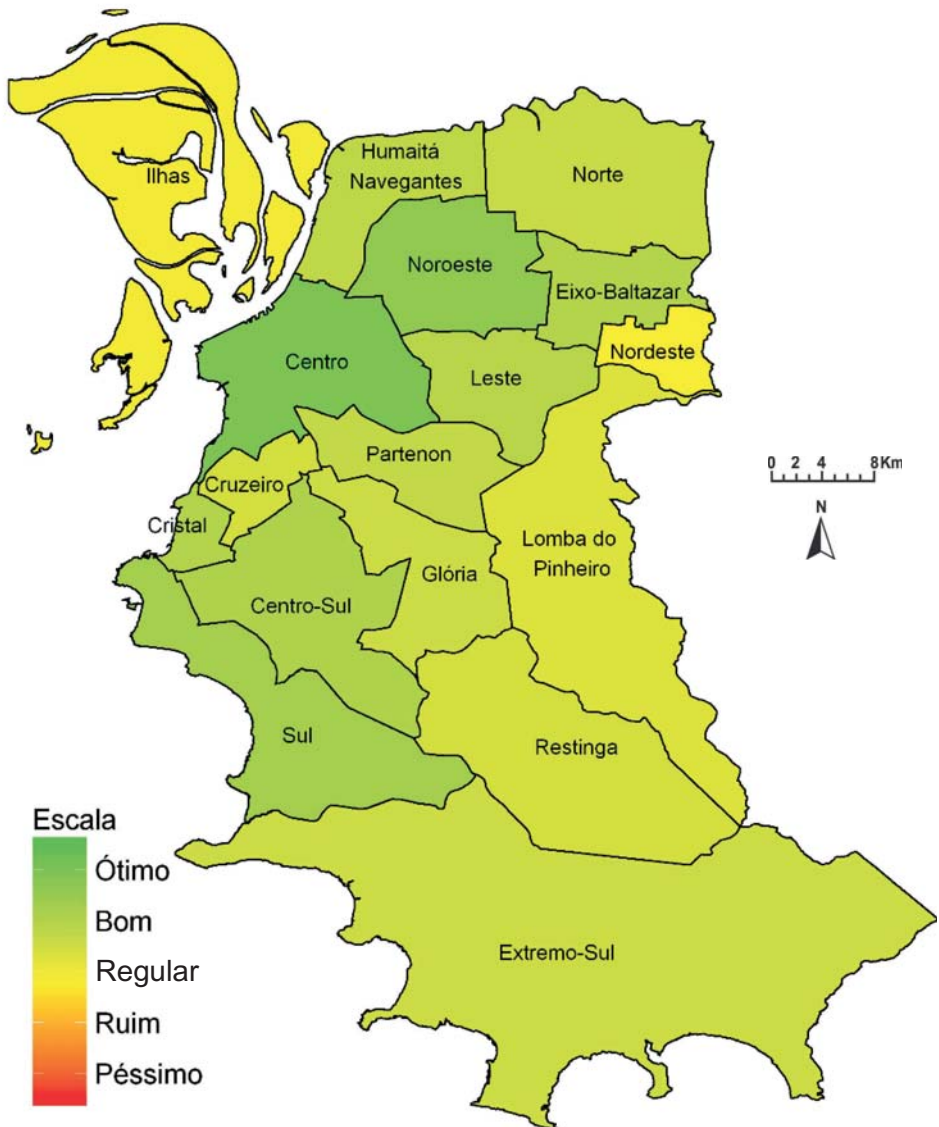 Ilhas
Humaitá
Navegantes
Norte
Noroeste
Eixo-Baltazar
Nordeste
Centro
Leste
Partenon
Cruzeiro
Cristal
Lomba do
Pinheiro
Glória
Centro-Sul
Sul
Restinga
Extremo-Sul
0 2 4 8Km
N
Escala
Ótimo
Bom
Regular
Ruim
Péssimo